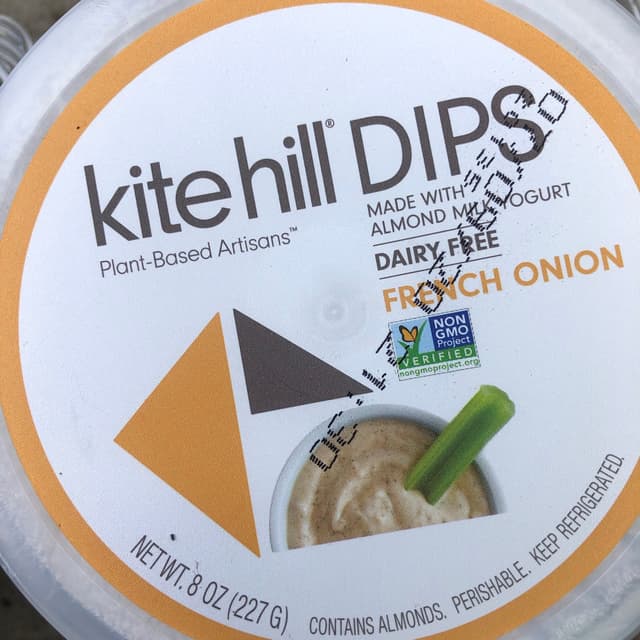 kite hill® DIPS
Plant-Based Artisans™
MADE WITH
ALMOND MILK YOGURT
DAIRY FREE
FRENCH ONION
NON
GMO
Project
VERIFIED
nongmoproject.org
NET WT. 8 OZ (227 G) CONTAINS ALMONDS. PERISHABLE. KEEP REFRIGERATED.